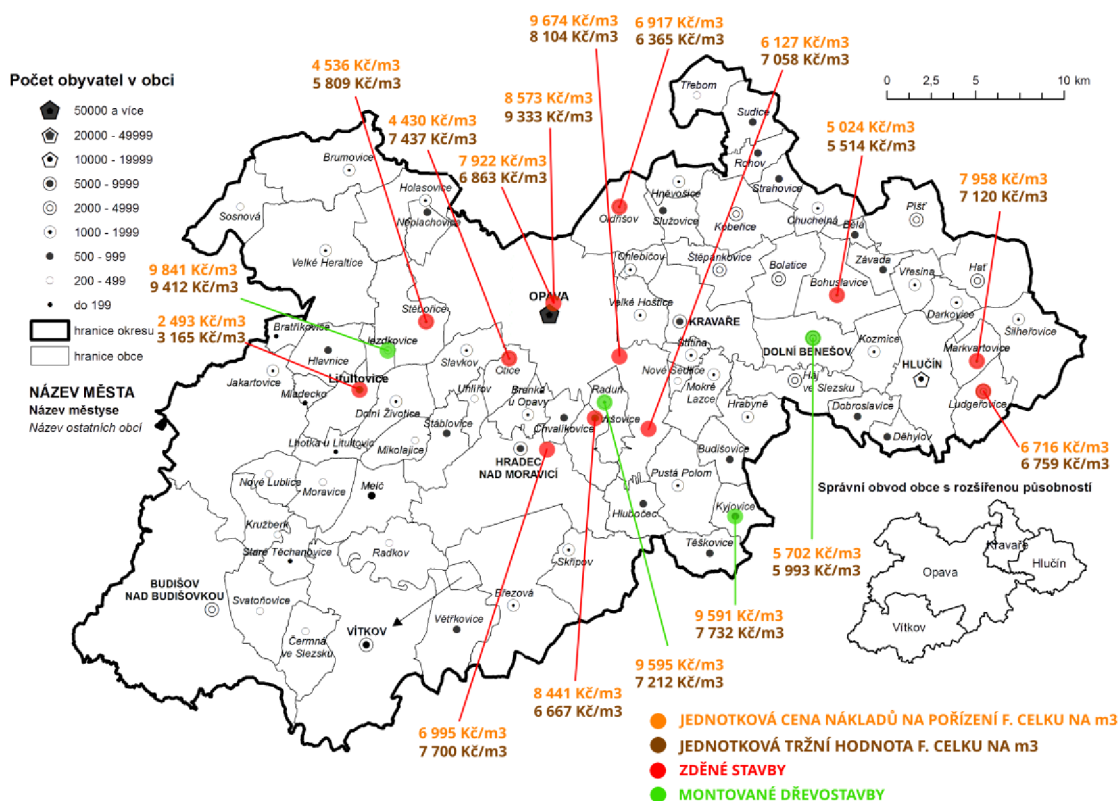 9 674 Kč/m3
8 104 Kč/m3
6 917 Kč/m3
6 365 Kč/m3
6 127 Kč/m3
7 058 Kč/m3
4 536 Kč/m3
5 809 Kč/m3
8 573 Kč/m3
9 333 Kč/m3
4 430 Kč/m3
7 437 Kč/m3
7 922 Kč/m3
6 863 Kč/m3
5 024 Kč/m3
5 514 Kč/m3
7 958 Kč/m3
7 120 Kč/m3
9 841 Kč/m3
9 412 Kč/m3
2 493 Kč/m3
3 165 Kč/m3
0 2,5 5 10 km
Počet obyvatel v obci
50000 a více
20000 - 49999
10000 - 19999
5000 - 9999
2000 - 4999
1000 - 1999
500 - 999
200 - 499
do 199
hranice okresu
hranice obce
NÁZEV MĚSTA
Název městyse
Název ostatních obcí
Třebom
Sudice
Rohov
Strahovice
Chuchelná
Bělá
Píšť
Hať
Závada
Vřesina
Darkovice
Šilheřovice
Markvartovice
Ludgeřovice
HLUČÍN
Kozmice
Bohuslavice
Bolatice
DOLNÍ BENEŠOV
Háj
ve Slezsku
Dobroslavice
Děhylov
Hněvošice
Oldřišov
Služovice
Kobeřice
Štěpánkovice
Chlebičov
Velké Hoštice
KRAVAŘE
Štítina
Nové Sedlice
Mokré
Lazce
Hrabyně
Budišovice
Pustá Polom
Kyjovice
Hlubočec
Těškovice
Brumovice
Holasovice
Neplachovice
Sosnová
Velké Heraltice
OPAVA
Stěbořice
Bratříkovice
Jezdkovice
Hlavnice
Jakartovice
Litultovice
Mladecko
Dolní Životice
Slavkov
Uhlířov
Otice
Branka
u Opavy
Raduň
Chvalíkovice
Stáblovice
Mikolajice
Lhotka u Litultovic
HRADEC
NAD MORAVICÍ
Nové Lublice
Moravice
Melč
Kružberk
Staré Těchanovice
Radkov
Skřipov
BUDIŠOV
NAD BUDIŠOVKOU
Svatoňovice
Čermná
ve Slezsku
VÍTKOV
Větřkovice
Březová
6 716 Kč/m3
6 759 Kč/m3
Správní obvod obce s rozšířenou působností
Kravaře
Opava
Hlučín
Vítkov
5 702 Kč/m3
5 993 Kč/m3
9 591 Kč/m3
7 732 Kč/m3
9 595 Kč/m3
7 212 Kč/m3
8 441 Kč/m3
6 667 Kč/m3
6 995 Kč/m3
7 700 Kč/m3
JEDNOTKOVÁ CENA NÁKLADŮ NA POŘÍZENÍ F. CELKU NA m3
JEDNOTKOVÁ TRŽNÍ HODNOTA F. CELKU NA m3
ZDĚNÉ STAVBY
MONTOVANÉ DŘEVOSTAVBY